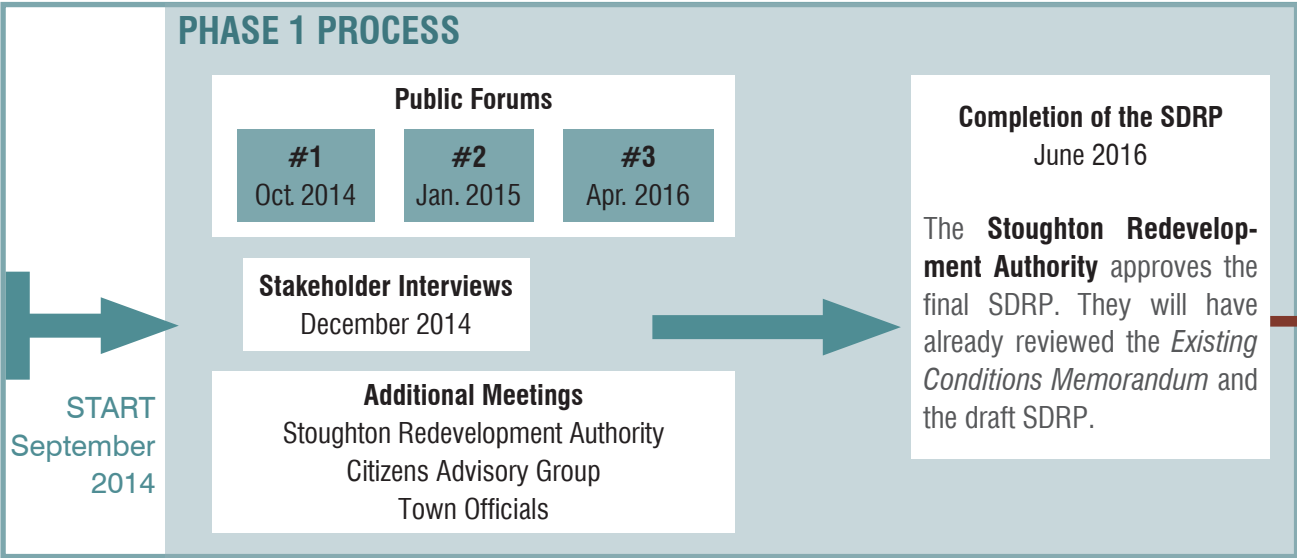 PHASE 1 PROCESS
START
September
2014
Public Forums
#1
Oct. 2014
#2
Jan. 2015
#3
Apr. 2016
Stakeholder Interviews
December 2014
Additional Meetings
Stoughton Redevelopment Authority
Citizens Advisory Group
Town Officials
Completion of the SDRP
June 2016
The Stoughton Redevelop-
ment Authority approves the
final SDRP. They will have
already reviewed the Existing
Conditions Memorandum and
the draft SDRP.